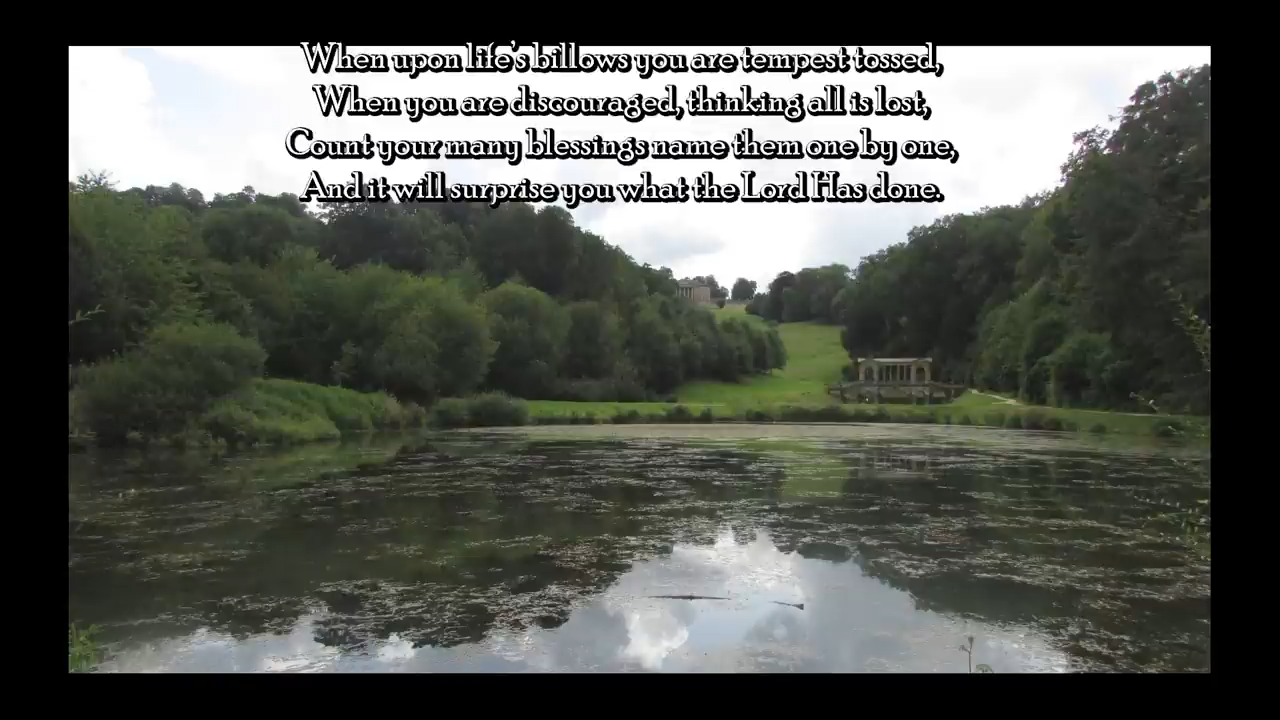 When upon life's billows you are tempest tossed,
When you are discouraged, thinking all is lost,
Count your many blessings name them one by one,
And it will surprise you what the Lord Has done.